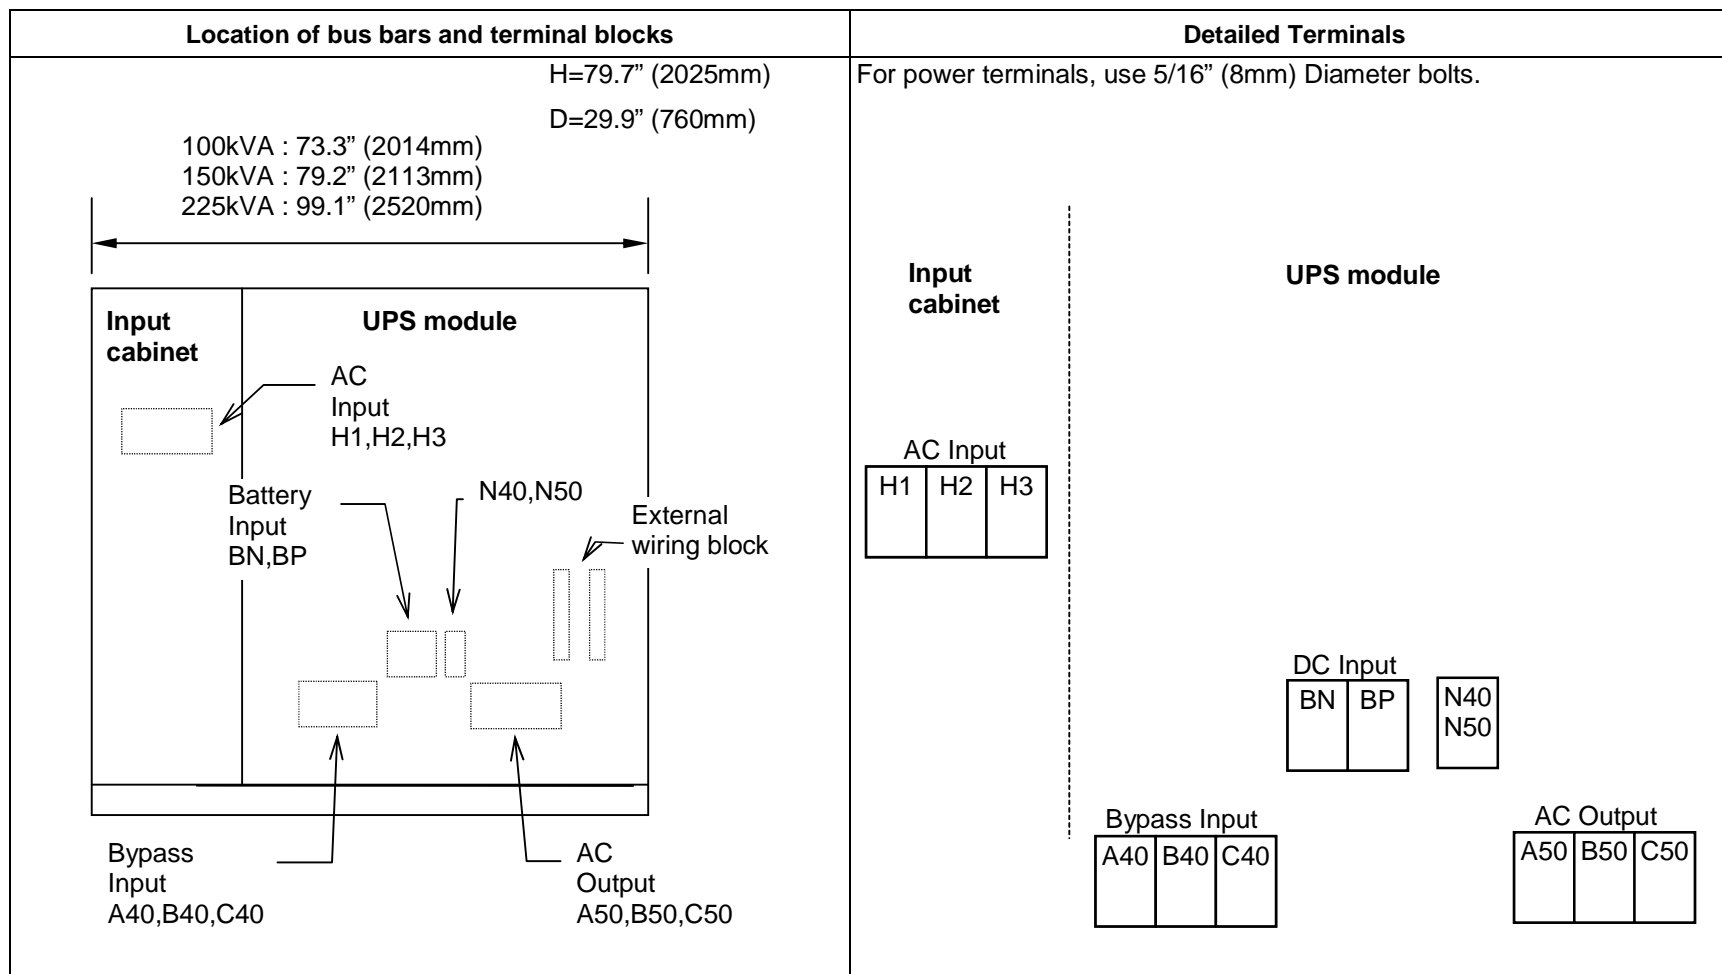 Location of bus bars and terminal blocks
Detailed Terminals
H=79.7” (2025mm)
D=29.9” (760mm)
100kVA : 73.3” (2014mm)
150kVA : 79.2” (2113mm)
225kVA : 99.1” (2520mm)
Input
cabinet
UPS module
AC
Input
H1,H2,H3
Battery
Input
BN,BP
N40,N50
External
wiring block
Bypass
Input
A40,B40,C40
AC
Output
A50,B50,C50
For power terminals, use 5/16” (8mm) Diameter bolts.
Input
cabinet
UPS module
AC Input
H1 H2 H3
DC Input
BN BP
N40
N50
Bypass Input
A40 B40 C40
AC Output
A50 B50 C50